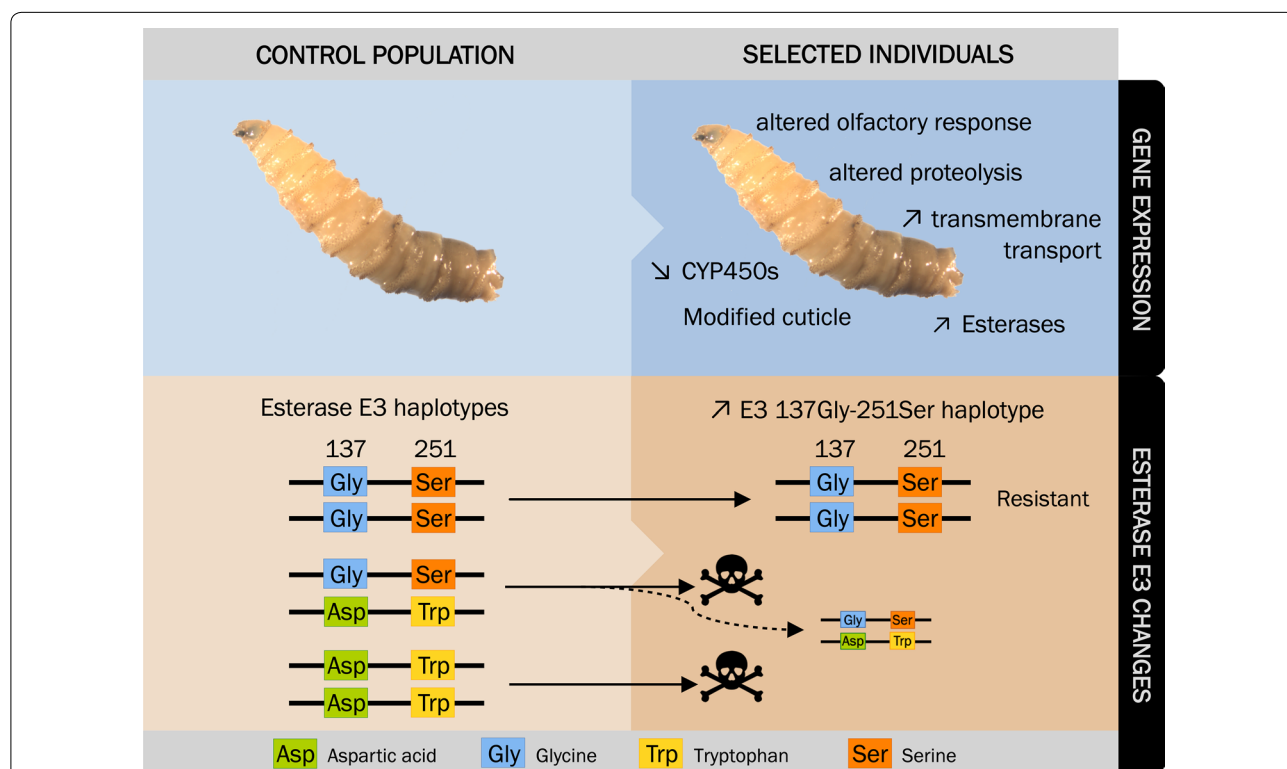 CONTROL POPULATION
SELECTED INDIVIDUALS
altered olfactory response
altered proteolysis
↗ transmembrane
transport
↘ CYP450s
Modified cuticle
↗ Esterases
GENE EXPRESSION
Esterase E3 haplotypes
137 251
Gly Ser
Gly Ser
Gly Ser
Asp Trp
Asp Trp
Asp Trp
↗ E3 137Gly-251Ser haplotype
137 251
Gly Ser
Gly Ser
Resistant
Gly Ser
Asp Trp
ESTERASE E3 CHANGES
Asp Aspartic acid Gly Glycine Trp Tryptophan Ser Serine